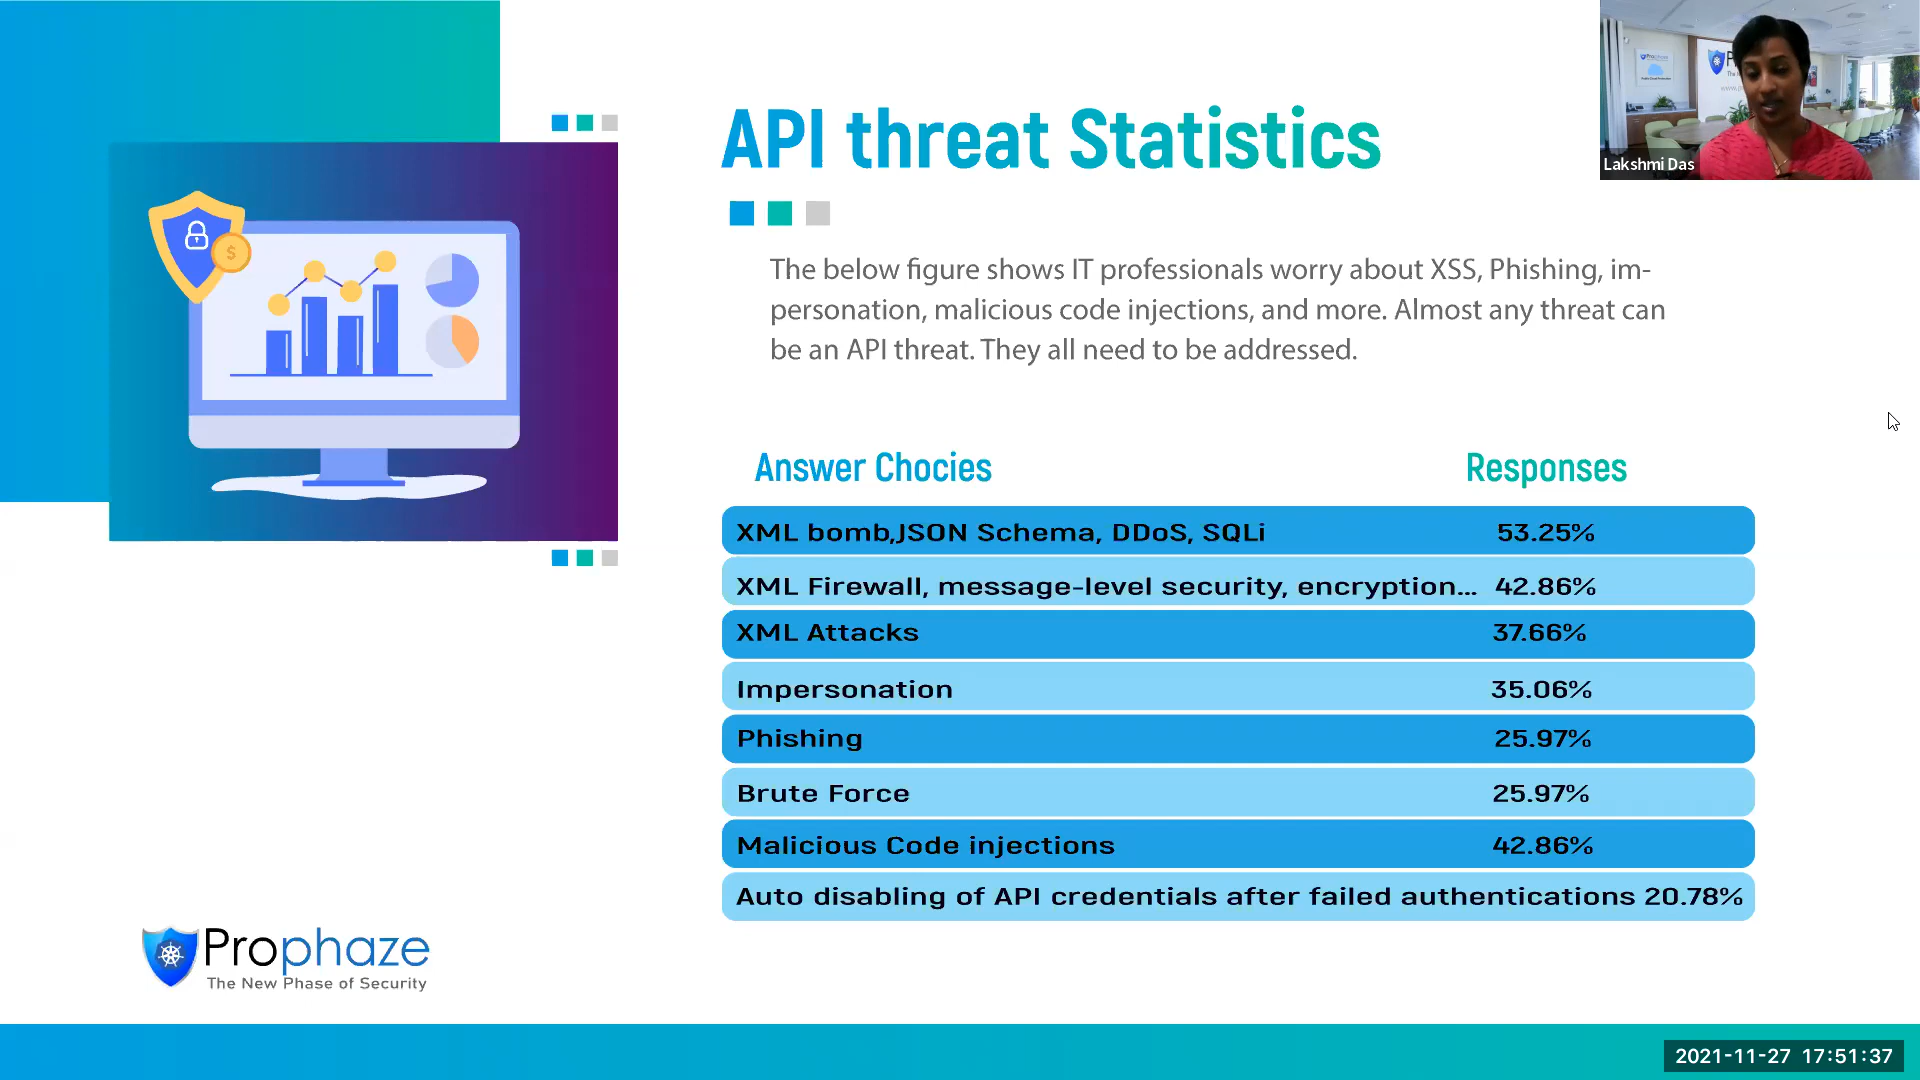 API threat Statistics
The below figure shows IT professionals worry about XSS, Phishing, im-
personation, malicious code injections, and more. Almost any threat can
be an API threat. They all need to be addressed.
Answer Chocies Responses
XML bomb,JSON Schema, DDoS, SQLi 53.25%
XML Firewall, message-level security, encryption... 42.86%
XML Attacks 37.66%
Impersonation 35.06%
Phishing 25.97%
Brute Force 25.97%
Malicious Code injections 42.86%
Auto disabling of API credentials after failed authentications 20.78%
Prophaze
The New Phase of Security
Lakshmi Das
$
2021-11-27 17:51:37